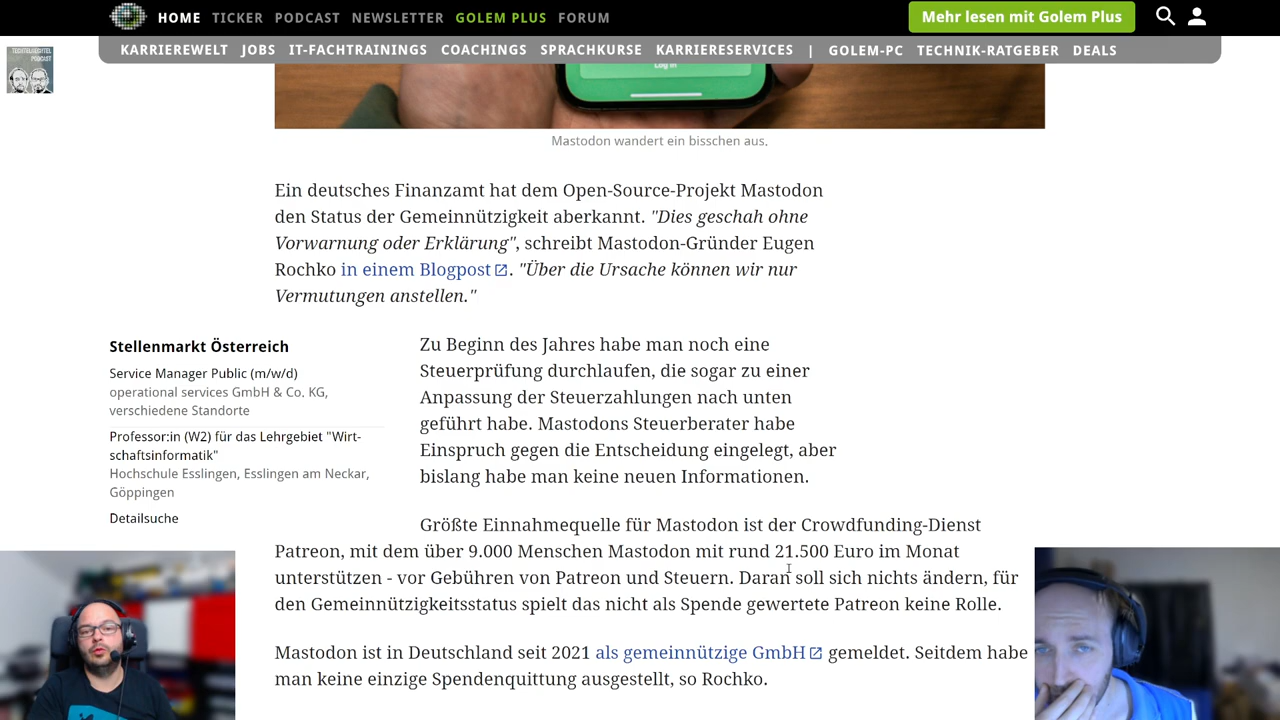 HOME TICKER PODCAST NEWSLETTER GOLEM PLUS FORUM
Mehr lesen mit Golem Plus
KARRIEREWELT JOBS IT-FACHTRAININGS COACHINGS SPRACHKURSE KARRIERESERVICES | GOLEM-PC TECHNIK-RATGEBER DEALS
TECHTELMECHTEL
PODCAST
Log in
Mastodon wandert ein bisschen aus.
Ein deutsches Finanzamt hat dem Open-Source-Projekt Mastodon
den Status der Gemeinnützigkeit aberkannt. "Dies geschah ohne
Vorwarnung oder Erklärung", schreibt Mastodon-Gründer Eugen
Rochko in einem Blogpost. "Über die Ursache können wir nur
Vermutungen anstellen."
Stellenmarkt Österreich
Service Manager Public (m/w/d)
operational services GmbH & Co. KG,
verschiedene Standorte
Professor:in (W2) für das Lehrgebiet "Wirt-
schaftsinformatik"
Hochschule Esslingen, Esslingen am Neckar,
Göppingen
Detailsuche
Zu Beginn des Jahres habe man noch eine
Steuerprüfung durchlaufen, die sogar zu einer
Anpassung der Steuerzahlungen nach unten
geführt habe. Mastodons Steuerberater habe
Einspruch gegen die Entscheidung eingelegt, aber
bislang habe man keine neuen Informationen.
Größte Einnahmequelle für Mastodon ist der Crowdfunding-Dienst
Patreon, mit dem über 9.000 Menschen Mastodon mit rund 21.500 Euro im Monat
unterstützen - vor Gebühren von Patreon und Steuern. Daran soll sich nichts ändern, für
den Gemeinnützigkeitsstatus spielt das nicht als Spende gewertete Patreon keine Rolle.
Mastodon ist in Deutschland seit 2021 als gemeinnützige GmbH gemeldet. Seitdem habe
man keine einzige Spendenquittung ausgestellt, so Rochko.